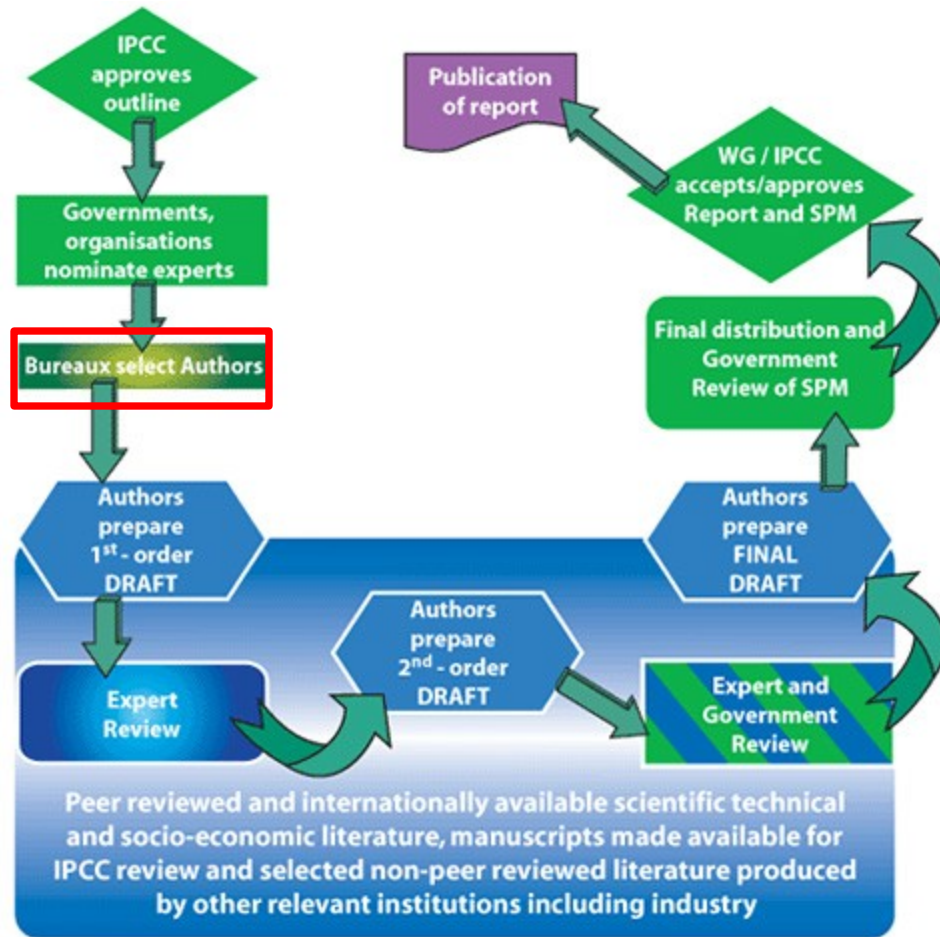 IPCC
approves
outline
Governments,
organisations
nominate experts
Bureaux select Authors
Authors
prepare
1st - order
DRAFT
Expert
Review
Authors
prepare
2nd - order
DRAFT
Expert and
Government
Review
Authors
prepare
FINAL
DRAFT
Final distribution and
Government
Review of SPM
WG / IPCC
accepts/approves
Report and SPM
Publication
of report
Peer reviewed and internationally available scientific technical
and socio-economic literature, manuscripts made available for
IPCC review and selected non-peer reviewed literature produced
by other relevant institutions including industry